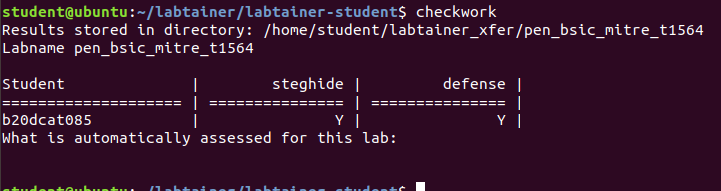 student@ubuntu:~/labtainer/labtainer-student$ checkwork
Results stored in directory: /home/student/labtainer_xfer/pen_bsic_mitre_t1564
Labname pen_bsic_mitre_t1564
Student | steghide | defense |
==================== | =============== | =============== |
b20dcat085 | Y | Y |
What is automatically assessed for this lab:
student@ubuntu:~/labtainer/labtainer-student$